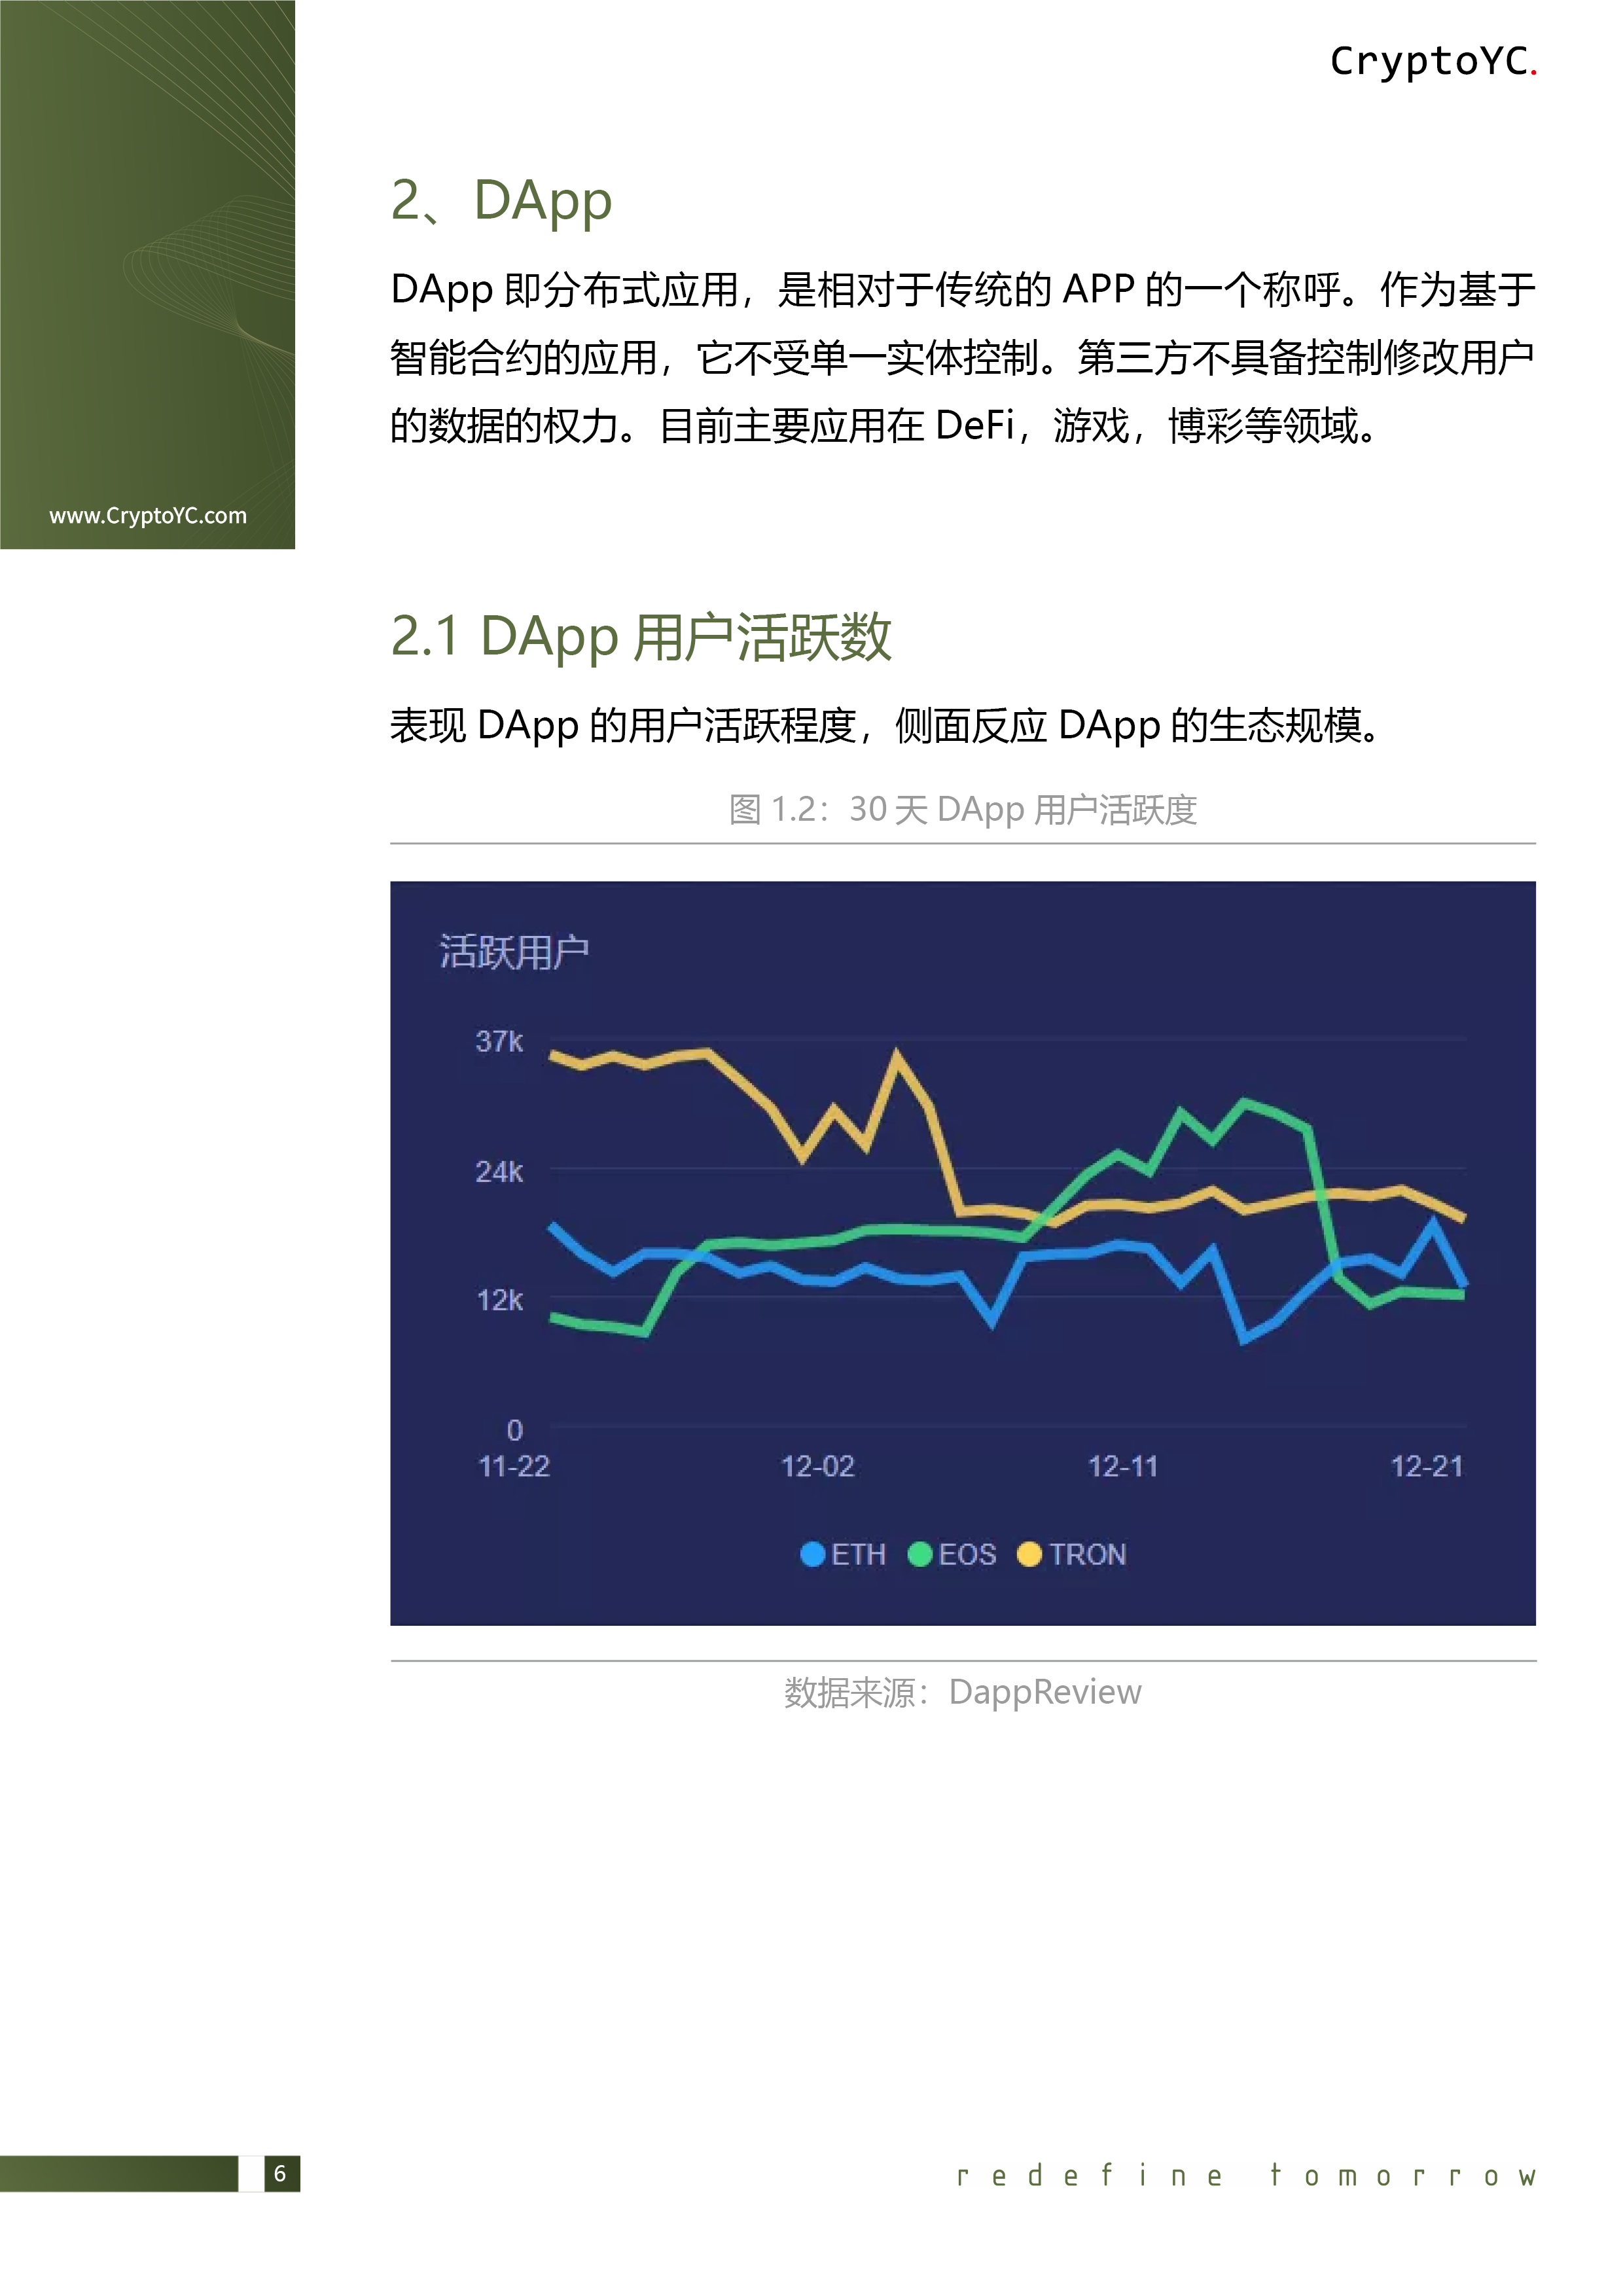 CryptoYC.
www.CryptoYC.com
2、DApp
DApp 即分布式应用，是相对于传统的 APP 的一个称呼。作为基于
智能合约的应用，它不受单一实体控制。第三方不具备控制修改用户
的数据的权力。目前主要应用在 DeFi，游戏，博彩等领域。
2.1 DApp 用户活跃数
表现 DApp 的用户活跃程度，侧面反应 DApp 的生态规模。
图 1.2：30 天 DApp 用户活跃度
活跃用户
37k
24k
12k
0
11-22 12-02 12-11 12-21
ETH EOS TRON
数据来源：DappReview
6
redefine tomorrow